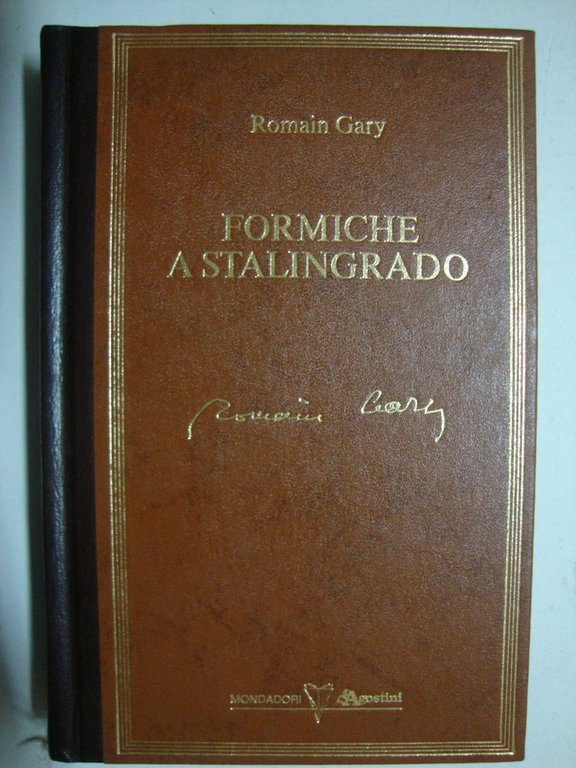 Romain Gary
FORMICHE
A STALINGRADO
Romain Gary
MONDADORI DeAgostini